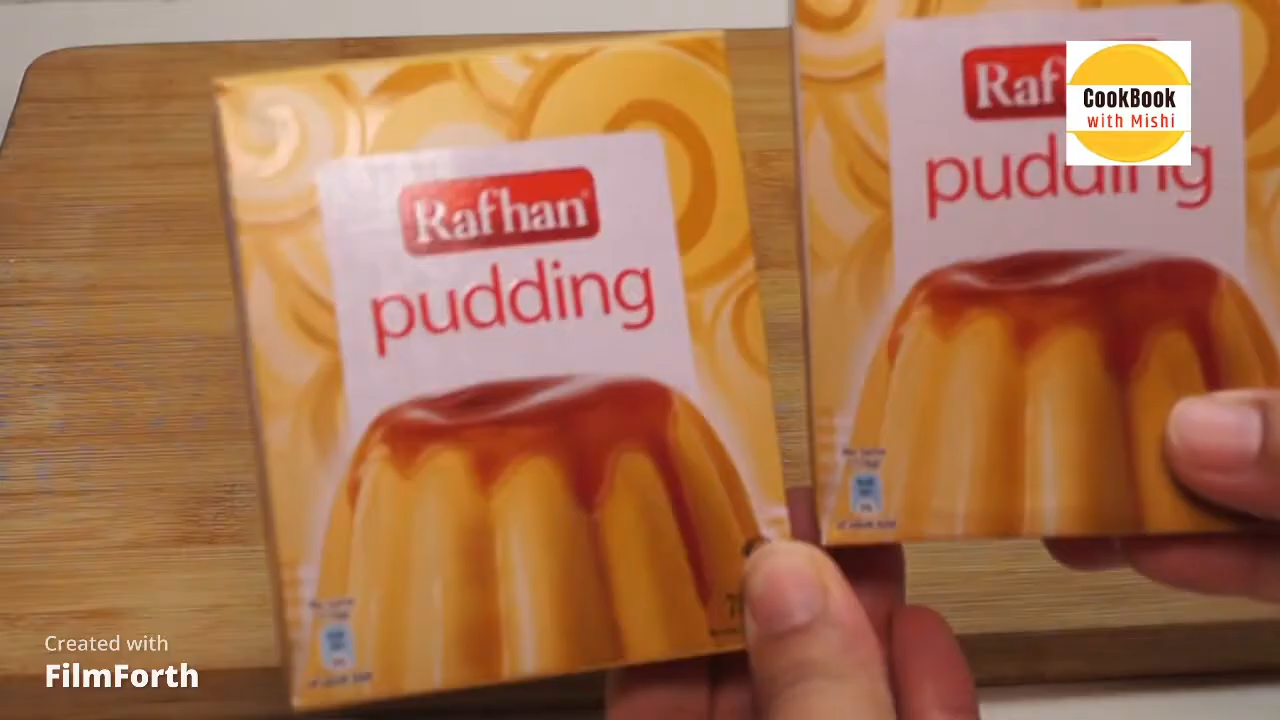 Rafhan
pudding
Raf
pudding
CookBook
with Mishi
Created with
FilmForth